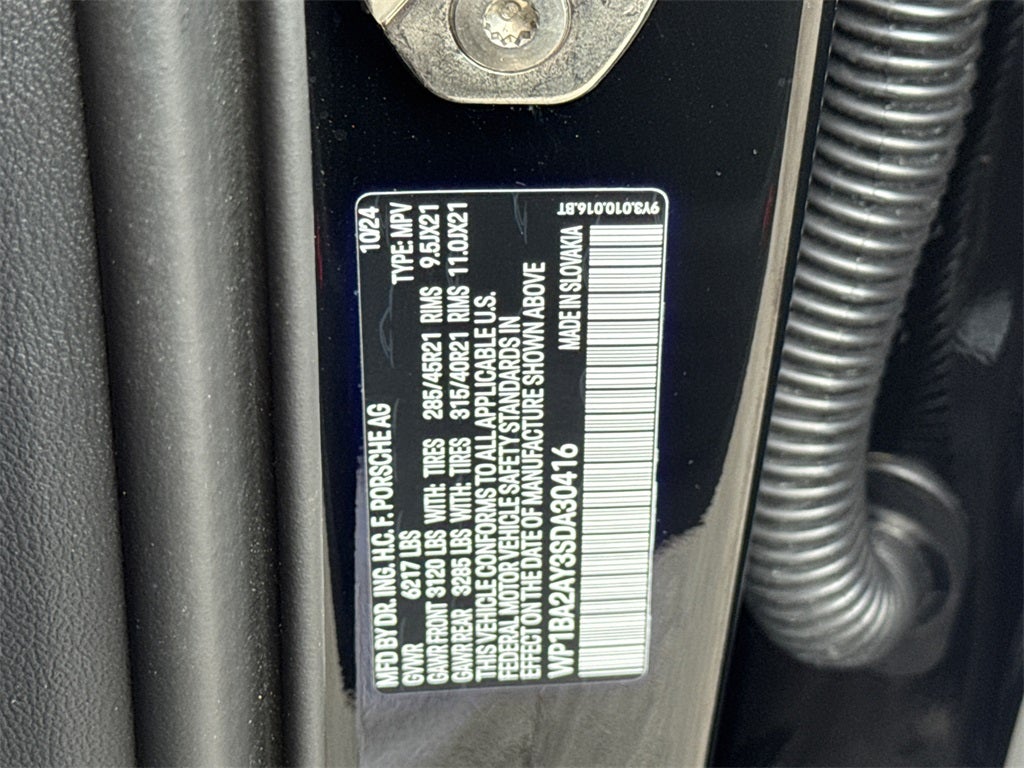 MFD BY DR. ING. H.C. F. PORSCHE AG 10/24
GVWR 6217 LBS TYPE: MPV
GAWR FRONT 3120 LBS WITH: TIRES 285/45R21 RIMS 9.5JX21
GAWR REAR 3285 LBS WITH: TIRES 315/40R21 RIMS 11.0JX21
THIS VEHICLE CONFORMS TO ALL APPLICABLE U.S.
FEDERAL MOTOR VEHICLE SAFETY STANDARDS IN
EFFECT ON THE DATE OF MANUFACTURE SHOWN ABOVE
WP1BA2AY3SDA30416 MADE IN SLOVAKIA
9Y3.010.016.BT